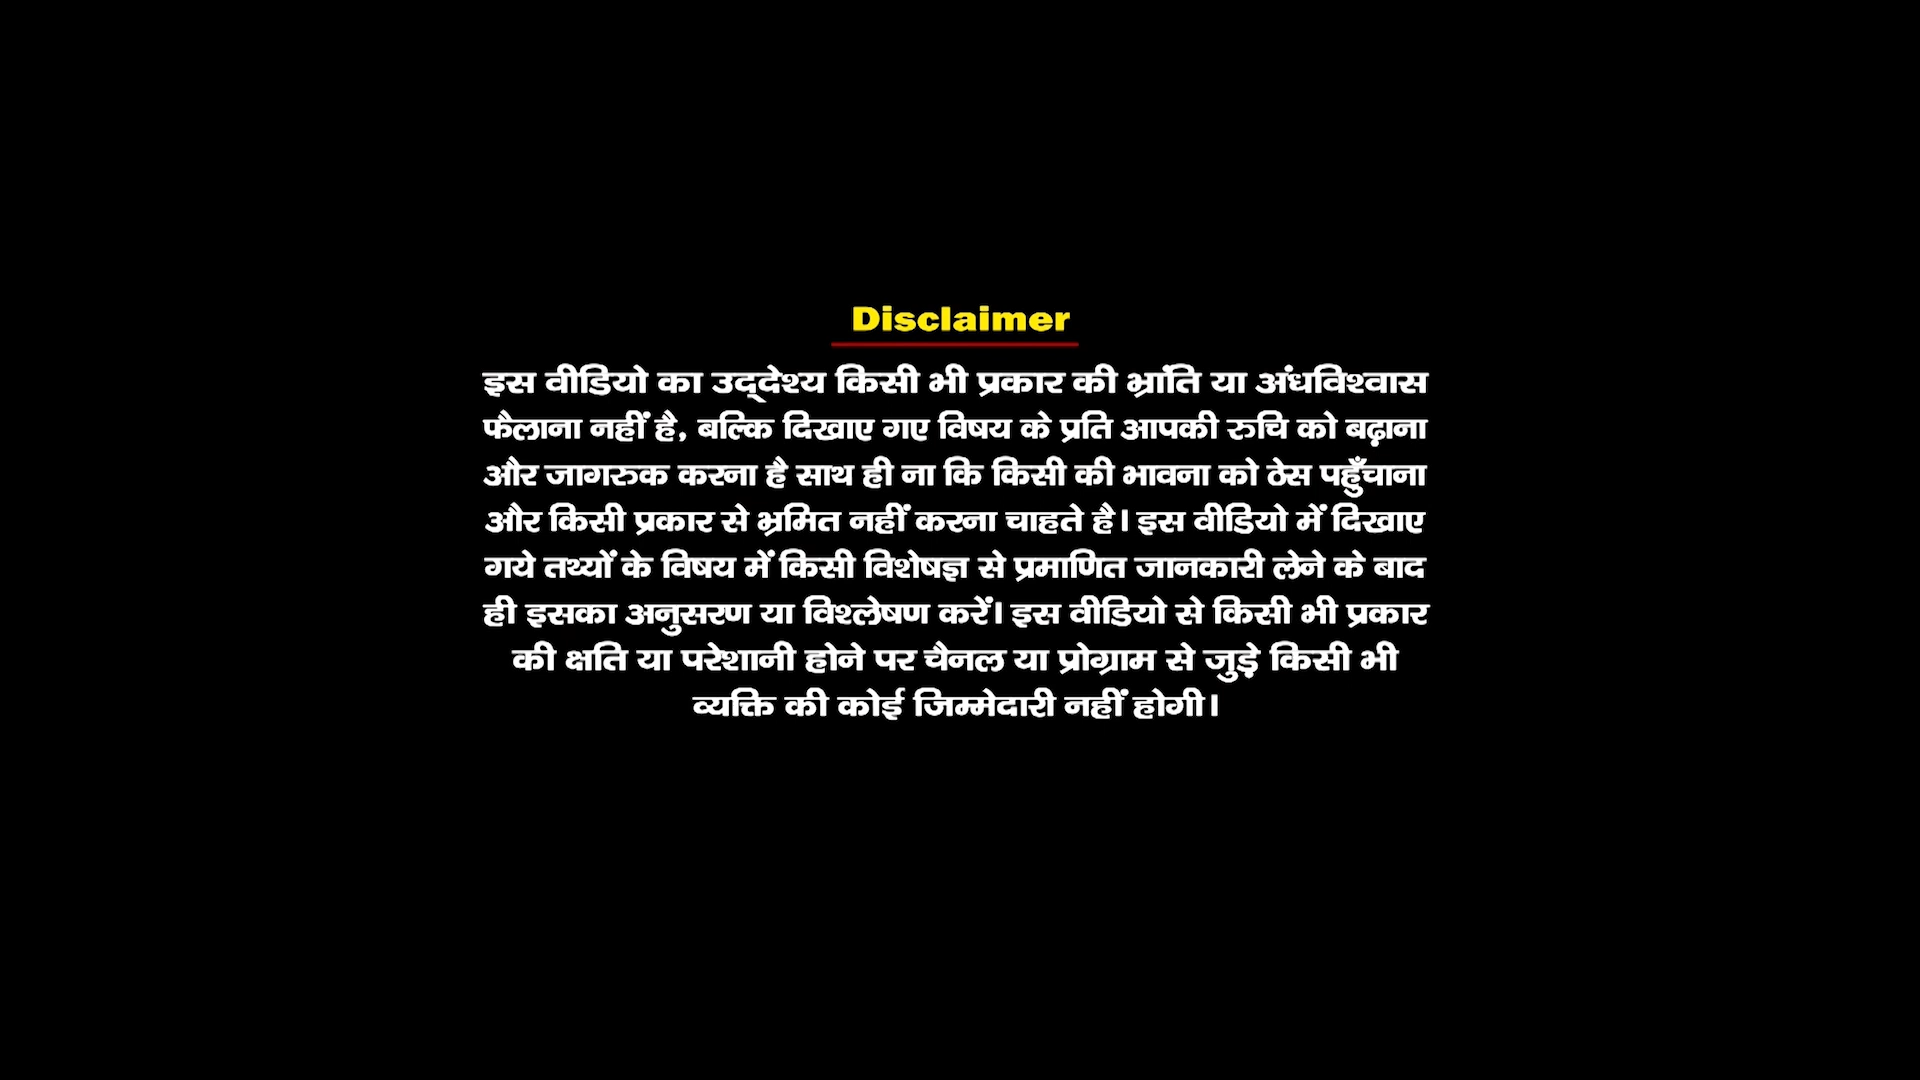 Disclaimer
इस वीडियो का उद्देश्य किसी भी प्रकार की भ्रांति या अंधविश्वास
फैलाना नहीं है, बल्कि दिखाए गए विषय के प्रति आपकी रुचि को बढ़ाना
और जागरुक करना है साथ ही ना कि किसी की भावना को ठेस पहुँचाना
और किसी प्रकार से भ्रमित नहीं करना चाहते है। इस वीडियो में दिखाए
गये तथ्यों के विषय में किसी विशेषज्ञ से प्रमाणित जानकारी लेने के बाद
ही इसका अनुसरण या विश्लेषण करें। इस वीडियो से किसी भी प्रकार
की क्षति या परेशानी होने पर चैनल या प्रोग्राम से जुड़े किसी भी
व्यक्ति की कोई जिम्मेदारी नहीं होगी।